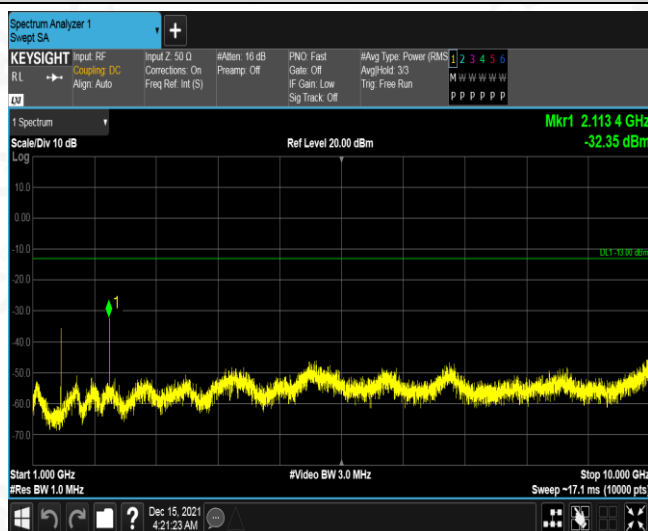 Spectrum Analyzer 1
Swept SA
+
KEYSIGHT
RL
LXI
Input: RF
Coupling: DC
Align: Auto
Input Z: 50 Ω
Corrections: On
Freq Ref: Int (S)
#Atten: 16 dB
Preamp: Off
PNO: Fast
Gate: Off
IF Gain: Low
Sig Track: Off
#Avg Type: Power (RMS
Avg|Hold: 3/3
Trig: Free Run
1 2 3 4 5 6
M W W W W W
P P P P P P
1 Spectrum
Scale/Div 10 dB
Ref Level 20.00 dBm
Mkr1 2.113 4 GHz
-32.35 dBm
Log
10.0
0.00
-10.0
DL1 -13.00 dBm
-20.0
-30.0
1
-40.0
-50.0
-60.0
-70.0
Start 1.000 GHz
#Video BW 3.0 MHz
Stop 10.000 GHz
#Res BW 1.0 MHz
Sweep ~17.1 ms (10000 pts)
?
Dec 15, 2021
4:21:23 AM